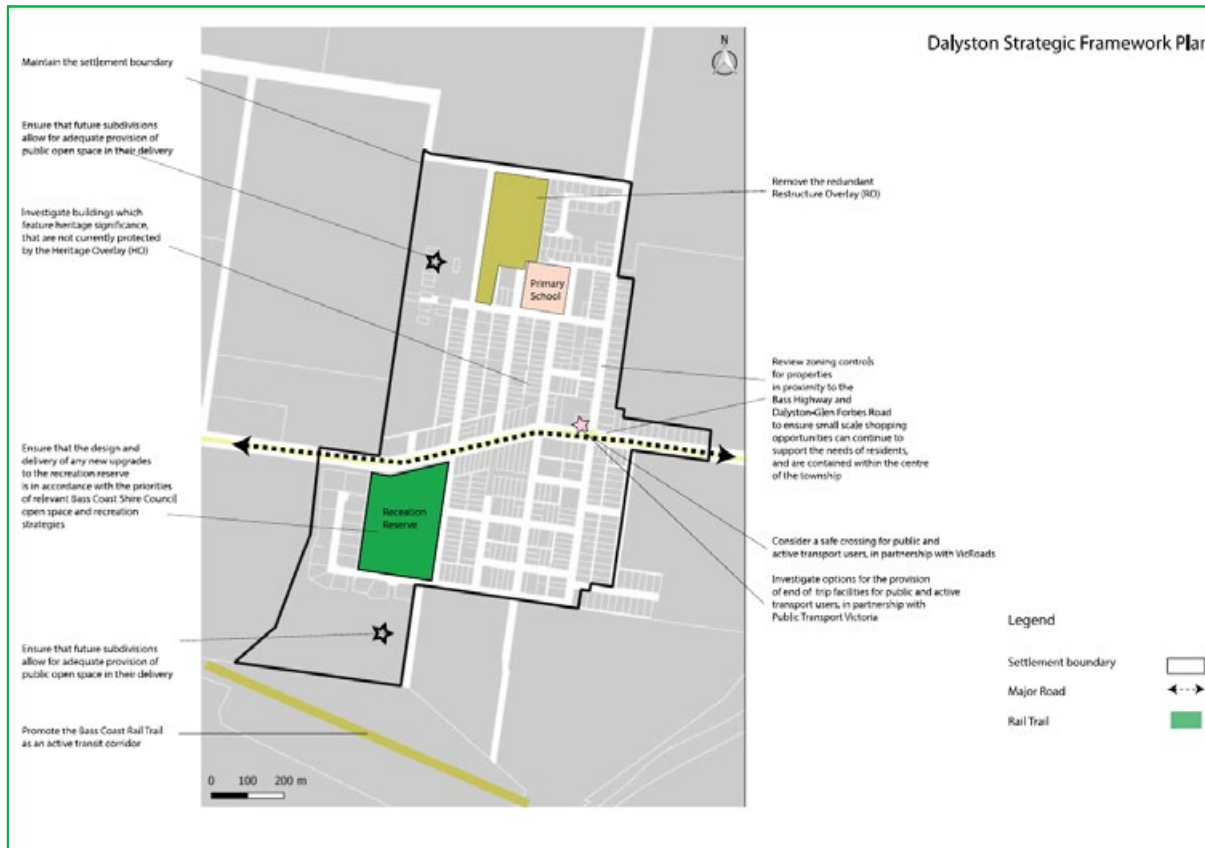 Dalyston Strategic Framework Plan
N
Maintain the settlement boundary
Ensure that future subdivisions
allow for adequate provision of
public open space in their delivery
Investigate buildings which
feature heritage significance,
that are not currently protected
by the Heritage Overlay (HO)
Ensure that the design and
delivery of any new upgrades
to the recreation reserve
is in accordance with the priorities
of relevant Bass Coast Shire Council
open space and recreation
strategies
Ensure that future subdivisions
allow for adequate provision of
public open space in their delivery
Promote the Bass Coast Rail Trail
as an active transit corridor
Primary
School
Receation
Reserve
0 100 200 m
Remove the redundant
Restructure Overlay (RO)
Review zoning controls
for properties
in proximity to the
Bass Highway and
Dalyston-Glen Forbes Road
to ensure small scale shopping
opportunities can continue to
support the needs of residents,
and are contained within the centre
of the township
Consider a safe crossing for public and
active transport users, in partnership with VicRoads
Investigate options for the provision
of end of trip facilities for public and active
transport users, in partnership with
Public Transport Victoria
Legend
Settlement boundary
Major Road
Rail Trail